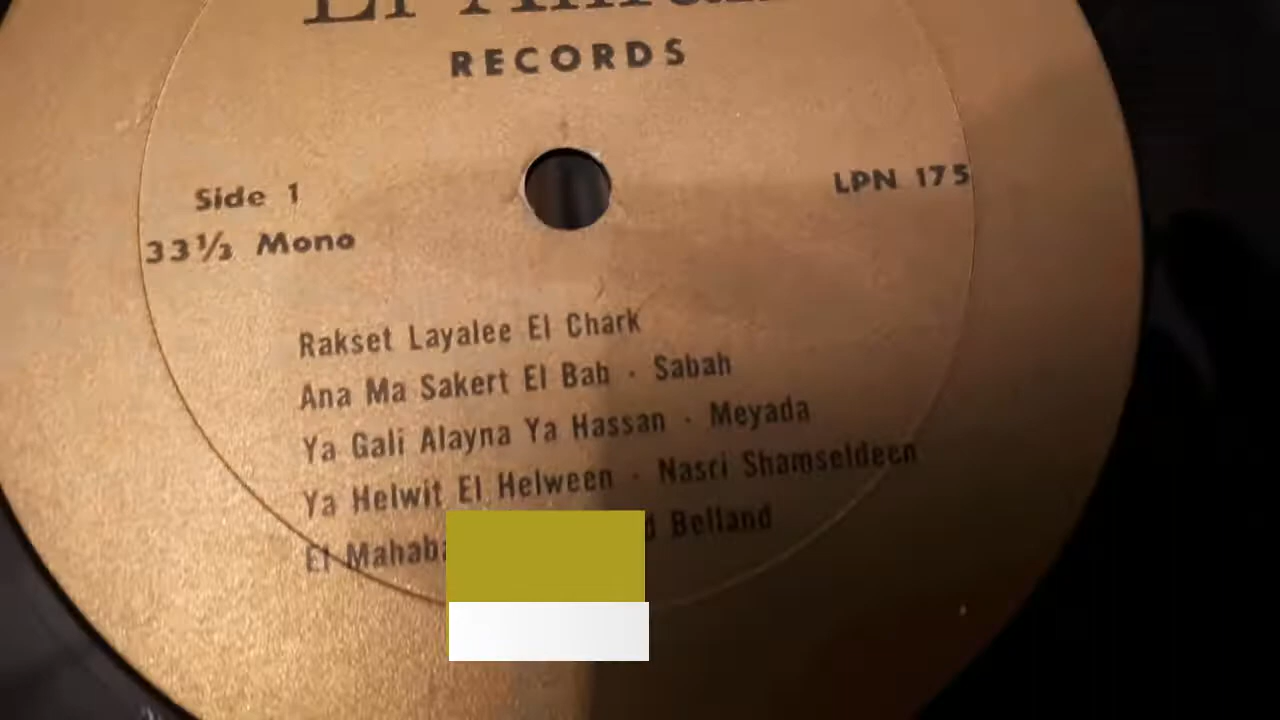 RECORDS
Side 1
LPN 175
33⅓ Mono
Rakset Layalee El Chark
Ana Ma Sakert El Bab - Sabah
Ya Gali Alayna Ya Hassan - Meyada
Ya Helwit El Helween - Nasri Shamseldeen
El Belland